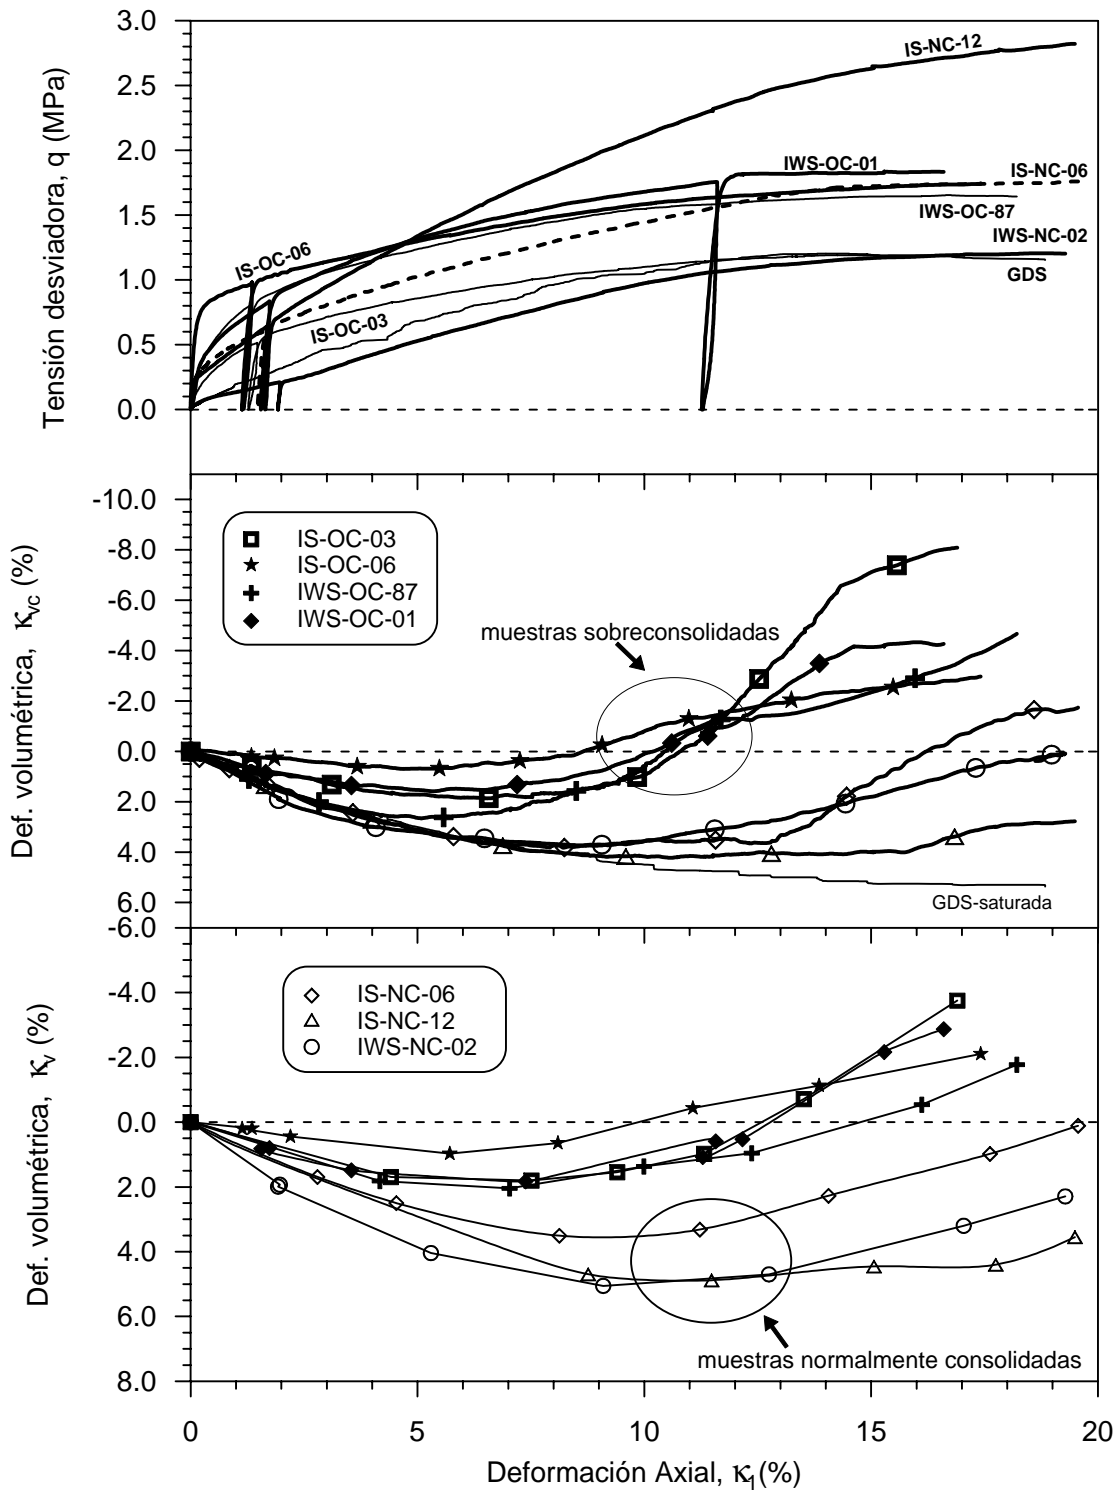 3.0
2.5
2.0
1.5
1.0
0.5
0.0
Tensión desviadora, q (MPa)
IS-NC-12
IWS-OC-01
IS-NC-06
IWS-OC-87
IWS-NC-02
GDS
IS-OC-06
IS-OC-03
-10.0
-8.0
-6.0
-4.0
-2.0
0.0
2.0
4.0
6.0
Def. volumétrica, κvc (%)
IS-OC-03
IS-OC-06
IWS-OC-87
IWS-OC-01
muestras sobreconsolidadas
GDS-saturada
-6.0
-4.0
-2.0
0.0
2.0
4.0
6.0
8.0
Def. volumétrica, κv (%)
IS-NC-06
IS-NC-12
IWS-NC-02
muestras normalmente consolidadas
0 5 10 15 20
Deformación Axial, κ1(%)